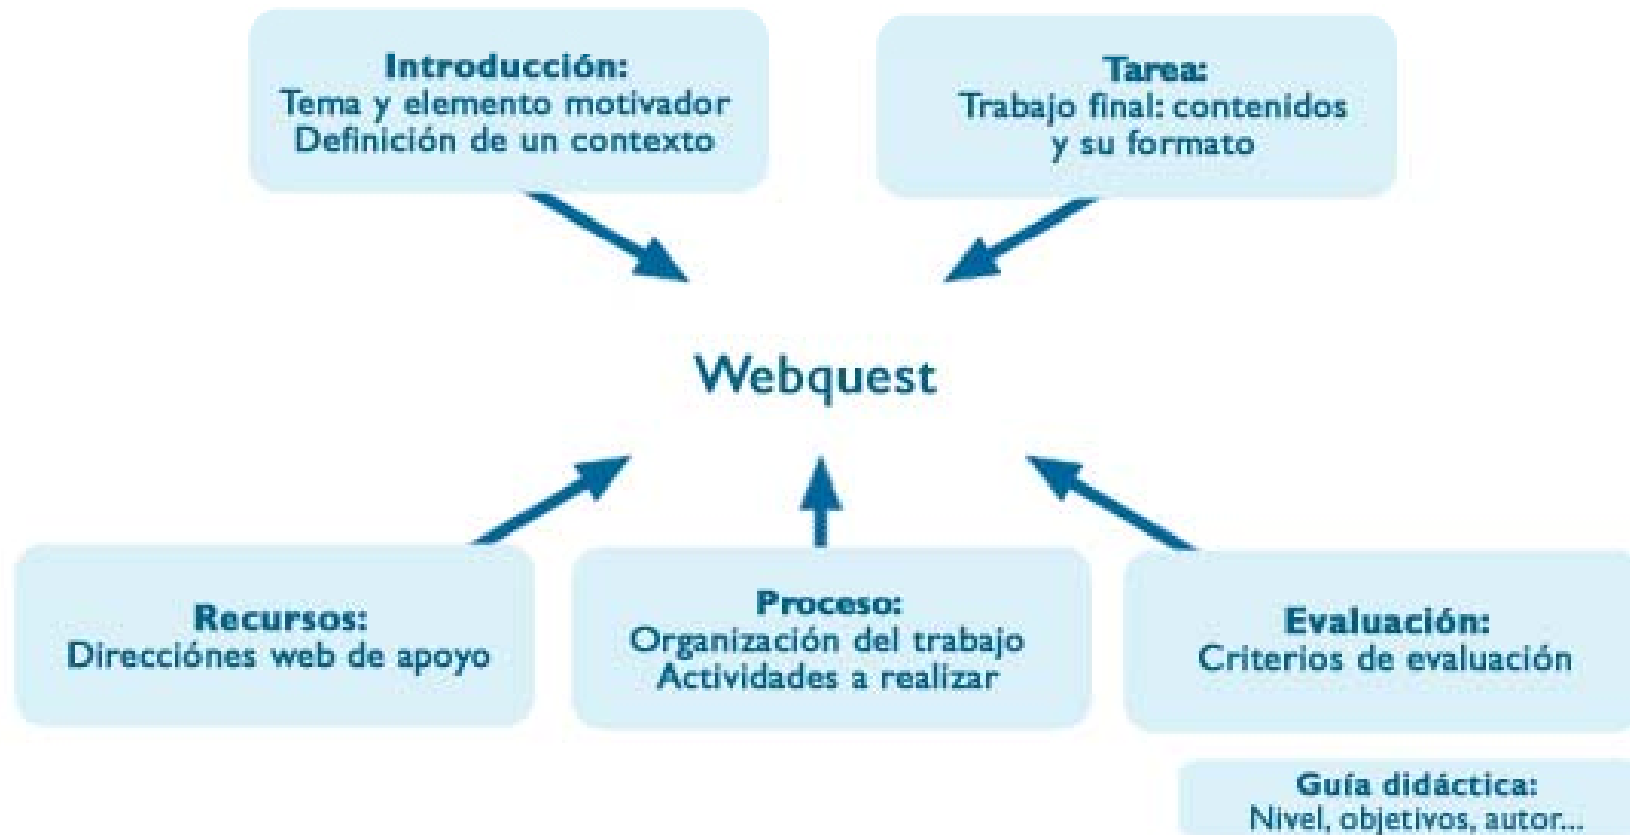 Introducción:
Tema y elemento motivador
Definición de un contexto
Tarea:
Trabajo final: contenidos
y su formato
Webquest
Recursos:
Direcciónes web de apoyo
Proceso:
Organización del trabajo
Actividades a realizar
Evaluación:
Criterios de evaluación
Guía didáctica:
Nivel, objetivos, autor...